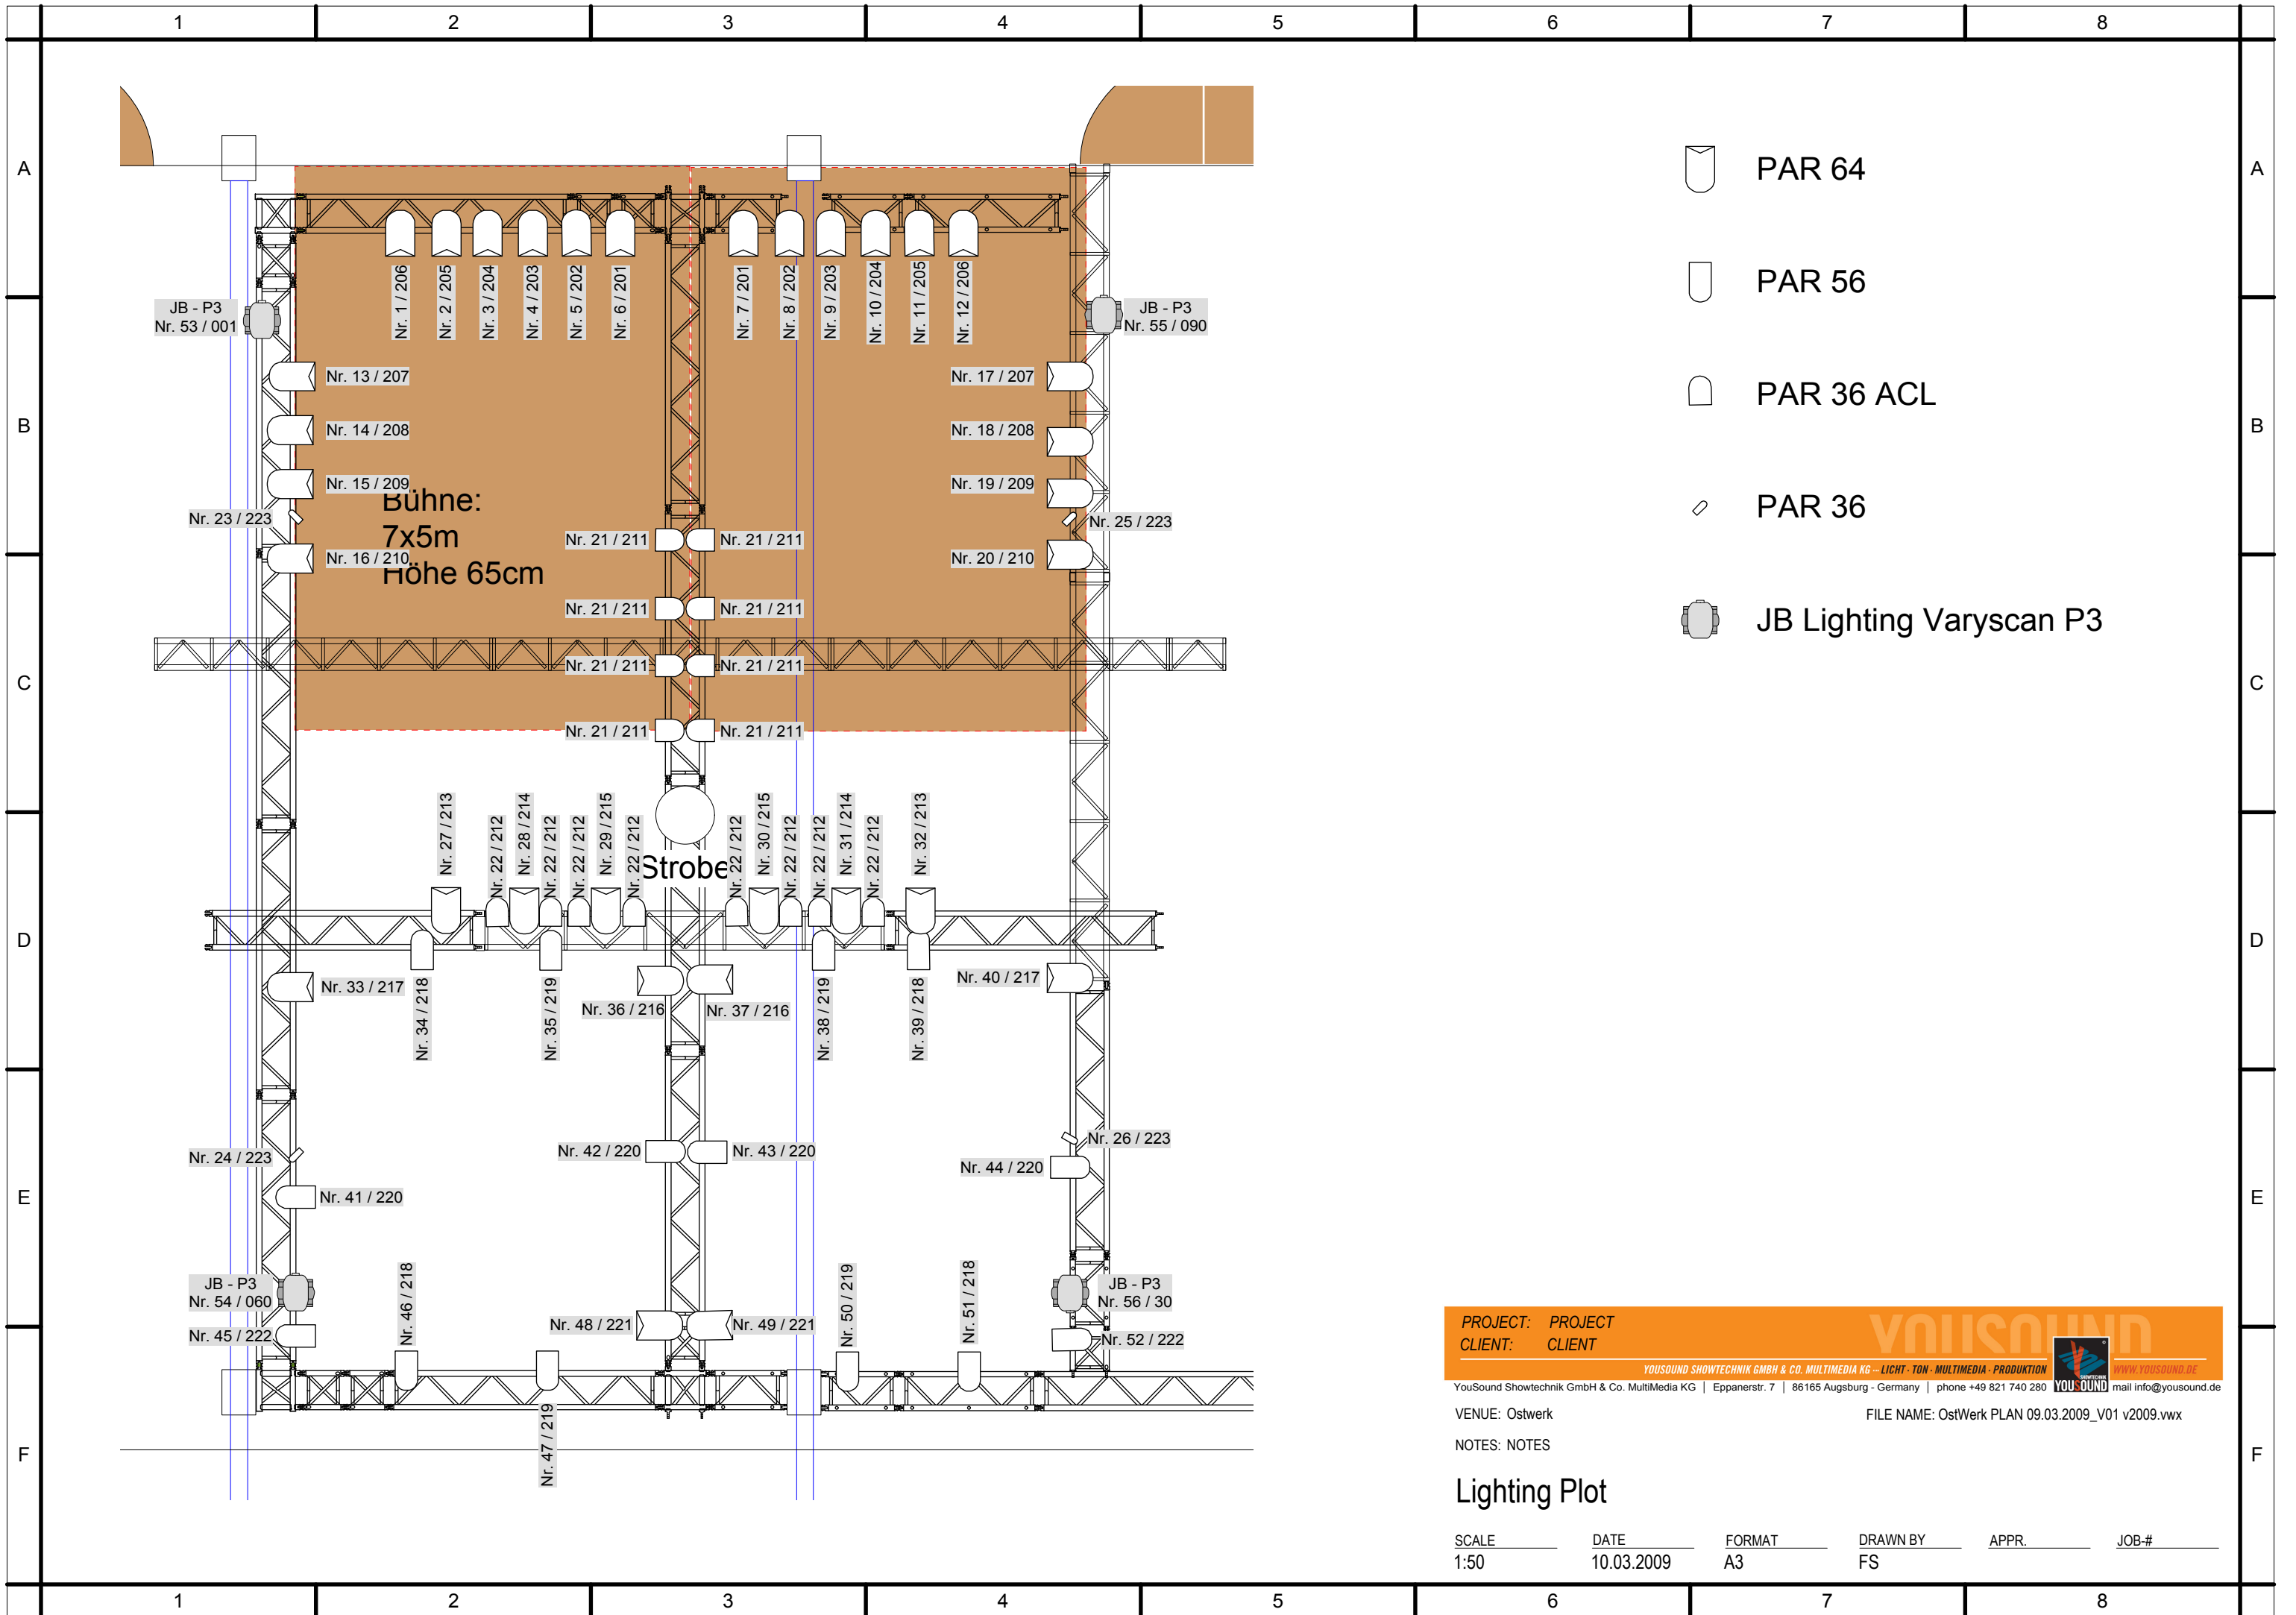 1 2 3 4 5 6 7 8
A A
B B
C C
D D
E E
F F
Nr. 1 / 206
Nr. 2 / 205
Nr. 3 / 204
Nr. 4 / 203
Nr. 5 / 202
Nr. 6 / 201
Nr. 7 / 201
Nr. 8 / 202
Nr. 9 / 203
Nr. 10 / 204
Nr. 11 / 205
Nr. 12 / 206
JB - P3
Nr. 53 / 001
JB - P3
Nr. 55 / 090
Nr. 13 / 207
Nr. 17 / 207
Nr. 14 / 208
Nr. 18 / 208
Nr. 15 / 209
Nr. 19 / 209
Bühne:
7x5m
Höhe 65cm
Nr. 23 / 223
Nr. 25 / 223
Nr. 21 / 211
Nr. 21 / 211
Nr. 16 / 210
Nr. 20 / 210
Nr. 21 / 211
Nr. 21 / 211
Nr. 21 / 211
Nr. 21 / 211
Nr. 21 / 211
Nr. 21 / 211
Nr. 27 / 213
Nr. 22 / 212
Nr. 28 / 214
Nr. 22 / 212
Nr. 22 / 212
Nr. 29 / 215
Nr. 22 / 212
Strobe
Nr. 22 / 212
Nr. 30 / 215
Nr. 22 / 212
Nr. 22 / 212
Nr. 31 / 214
Nr. 22 / 212
Nr. 32 / 213
Nr. 33 / 217
Nr. 34 / 218
Nr. 35 / 219
Nr. 36 / 216
Nr. 37 / 216
Nr. 38 / 219
Nr. 39 / 218
Nr. 40 / 217
Nr. 24 / 223
Nr. 42 / 220
Nr. 43 / 220
Nr. 26 / 223
Nr. 44 / 220
Nr. 41 / 220
JB - P3
Nr. 54 / 060
JB - P3
Nr. 56 / 30
Nr. 45 / 222
Nr. 46 / 218
Nr. 47 / 219
Nr. 48 / 221
Nr. 49 / 221
Nr. 50 / 219
Nr. 51 / 218
Nr. 52 / 222
PAR 64
PAR 56
PAR 36 ACL
PAR 36
JB Lighting Varyscan P3
PROJECT: PROJECT
CLIENT: CLIENT
YOUSOUND
YOUSOUND SHOWTECHNIK GMBH & CO. MULTIMEDIA KG -- LICHT · TON · MULTIMEDIA · PRODUKTION
SHOWTECHNIK
YOUSOUND
WWW.YOUSOUND.DE
YouSound Showtechnik GmbH & Co. MultiMedia KG | Eppanerstr. 7 | 86165 Augsburg - Germany | phone +49 821 740 280
mail info@yousound.de
VENUE: Ostwerk
FILE NAME: OstWerk PLAN 09.03.2009_V01 v2009.vwx
NOTES: NOTES
Lighting Plot
SCALE DATE FORMAT DRAWN BY APPR. JOB-#
1:50 10.03.2009 A3 FS
1 2 3 4 5 6 7 8